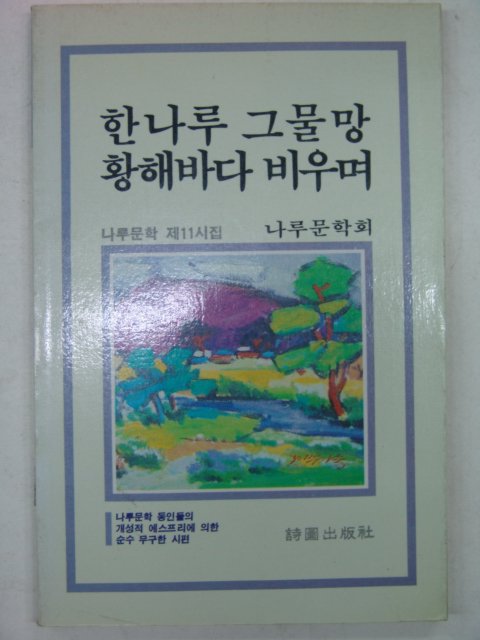 한나루 그물망
황해바다 비우며
나루문학 제11시집 나루문학회
나루문학 동인들의
개성적 에스프리에 의한
순수 무구한 시편
詩圖出版社